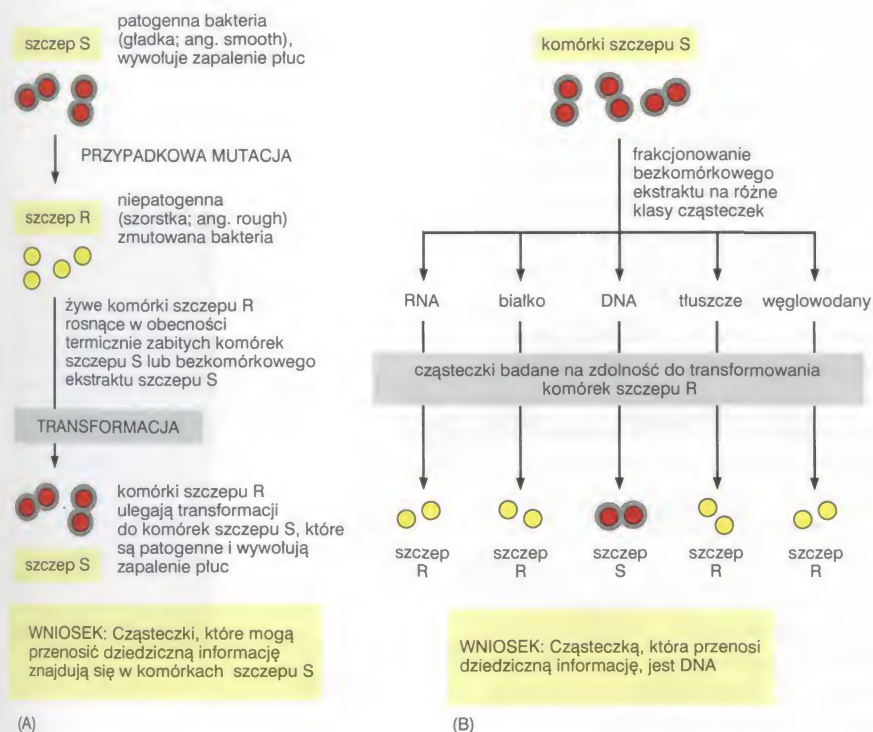 szczep S
patogenna bakteria
(gładka; ang. smooth),
wywołuje zapalenie płuc
PRZYPADKOWA MUTACJA
szczep R
niepatogenna
(szorstka; ang. rough)
zmutowana bakteria
żywe komórki szczepu R
rosnące w obecności
termicznie zabitych komórek
szczepu S lub bezkomórkowego
ekstraktu szczepu S
TRANSFORMACJA
komórki szczepu R
ulegają transformacji
do komórek szczepu S, które
są patogenne i wywołują
zapalenie płuc
szczep S
WNIOSEK: Cząsteczki, które mogą
przenosić dziedziczną informację
znajdują się w komórkach szczepu S
(A)
komórki szczepu S
frakcjonowanie
bezkomórkowego
ekstraktu na różne
klasy cząsteczek
RNA białko DNA tłuszcze węglowodany
cząsteczki badane na zdolność do transformowania
komórek szczepu R
szczep szczep szczep szczep szczep
R R S R R
WNIOSEK: Cząsteczką, która przenosi
dziedziczną informację, jest DNA
(B)